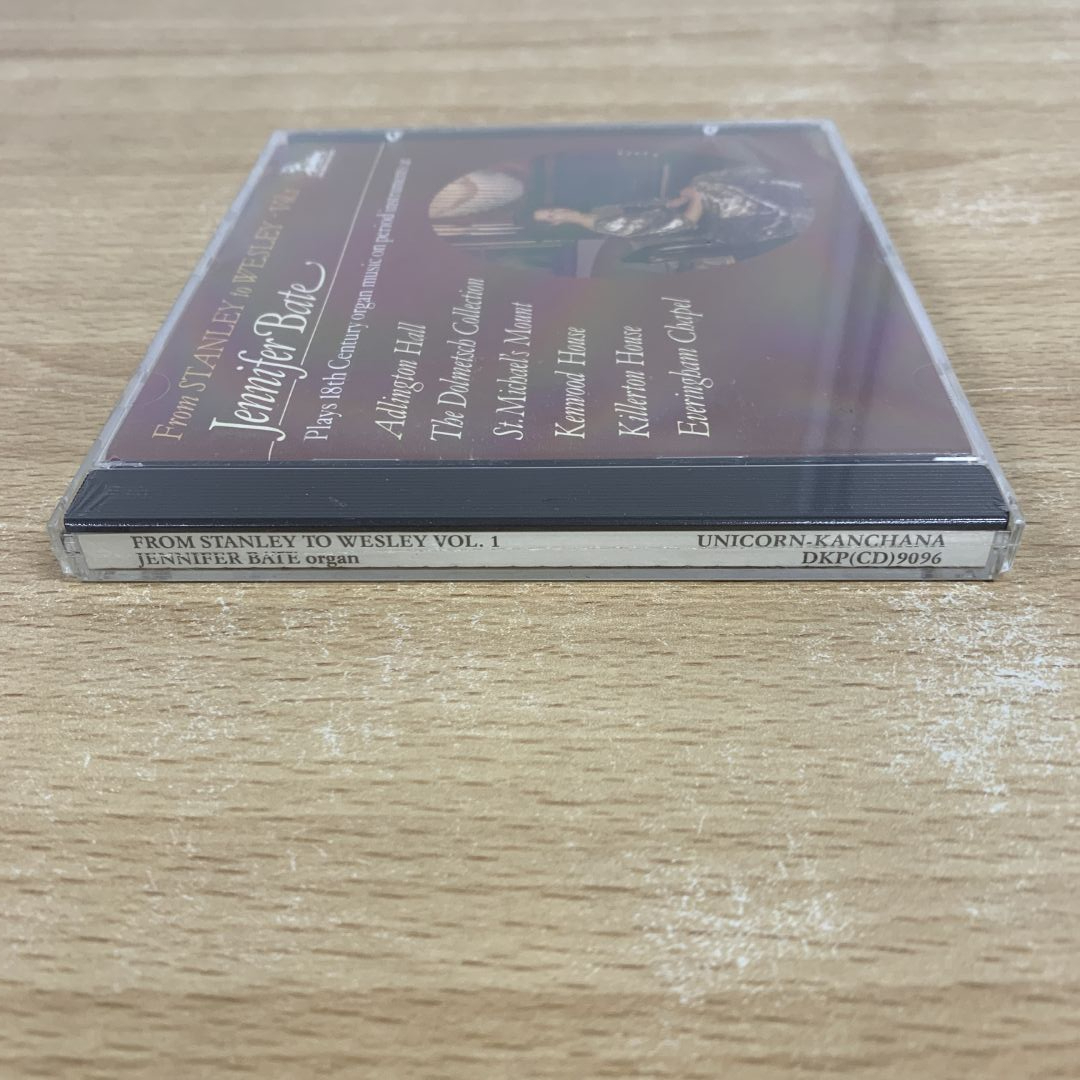 From STANLEY to WESLEY VOL 1
Jennifer Bate
Plays 18th Century organ music on period instruments at
Adlington Hall
The Dolmetsch Collection
St.Michael's Mount
Kenwood House
Killerton House
Everingham Chapel
FROM STANLEY TO WESLEY VOL. 1
JENNIFER BATE organ
UNICORN-KANCHANA
DKP(CD)9096